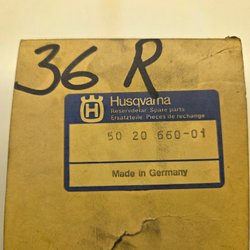 36 R
Husqvarna
Reservdelar Spare parts
Ersatzteile Pièces de rechange
50 20 660-01
Made in Germany